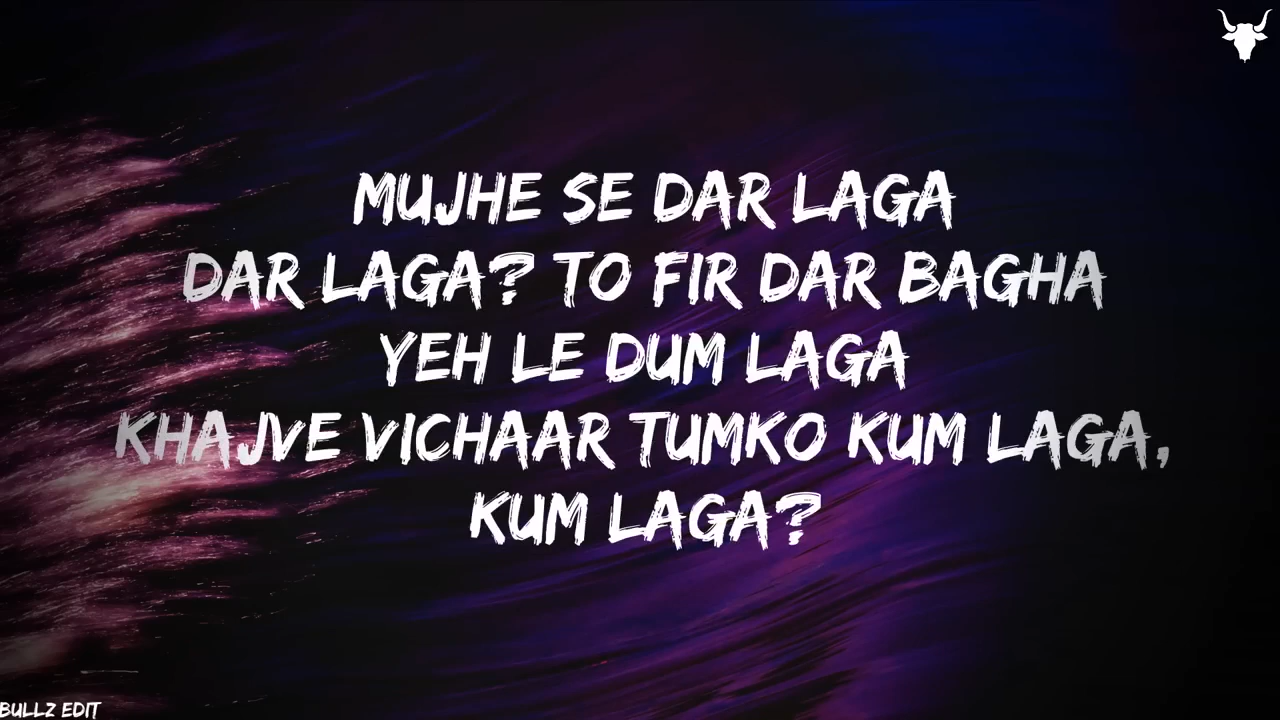 MUJHE SE DAR LAGA
DAR LAGA? TO FIR DAR BAGHA
YEH LE DUM LAGA
KHAJVE VICHAAR TUMKO KUM LAGA,
KUM LAGA?
BULLZ EDIT